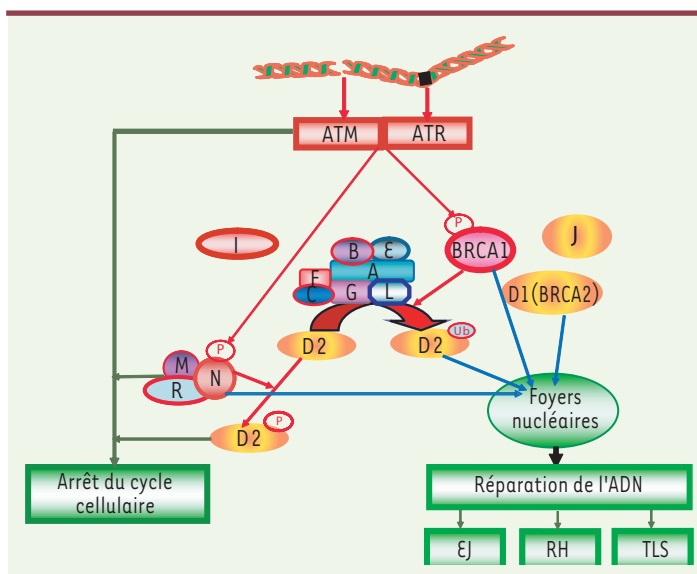 ATM
ATR
P
BRCA1
I
B
E
J
A
F
C
G
L
D1(BRCA2)
D2
D2
Ub
P
M
N
R
D2
P
Foyers
nucléaires
Arrêt du cycle
cellulaire
Réparation de l'ADN
EJ
RH
TLS